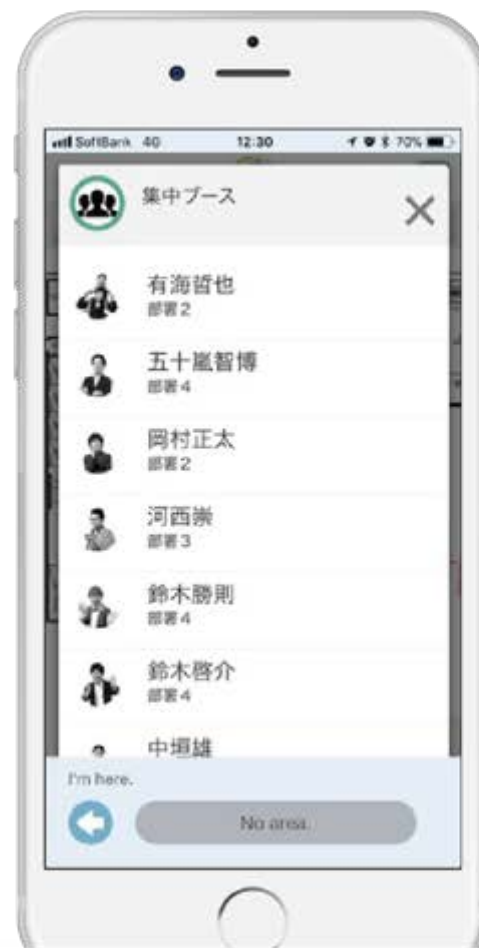 SoftBank 4G 12:30 70%
集中ブース
有海哲也
部署2
五十嵐智博
部署4
岡村正太
部署2
河西崇
部署3
鈴木勝則
部署4
鈴木啓介
部署4
中垣雄
I'm here.
No area.